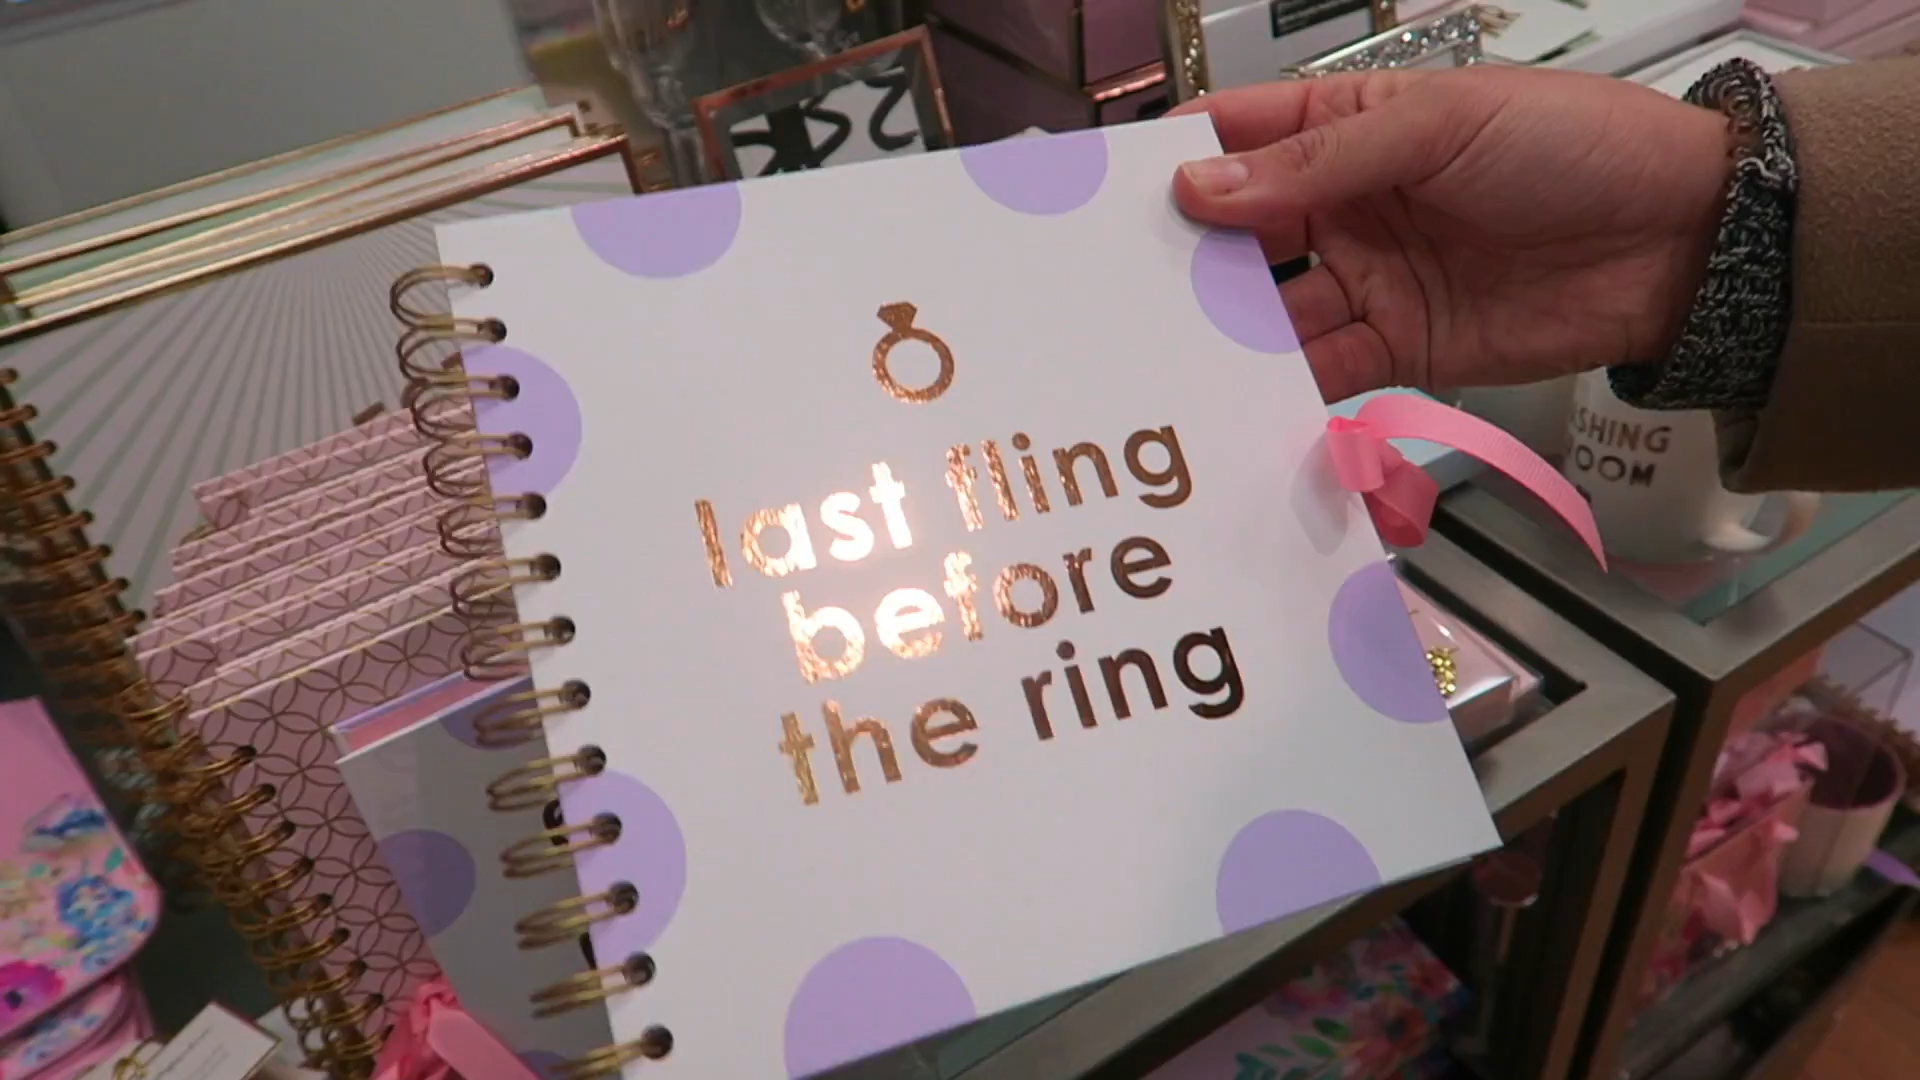 last fling
before
the ring
SHING
OOM